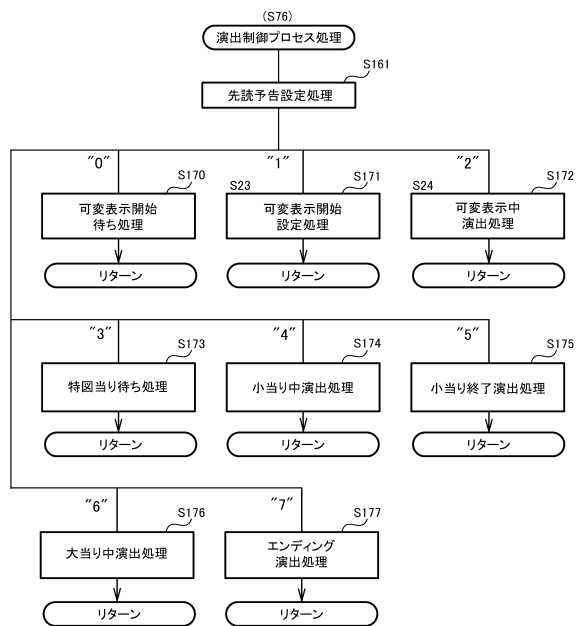 (S76)
演出制御プロセス処理
S161
先読予告設定処理
"0"
"1"
"2"
S170
S23
S171
S24
S172
可変表示開始
待ち処理
可変表示開始
設定処理
可変表示中
演出処理
リターン
リターン
リターン
"3"
"4"
"5"
S173
S174
S175
特図当り待ち処理
小当り中演出処理
小当り終了演出処理
リターン
リターン
リターン
"6"
"7"
S176
S177
大当り中演出処理
エンディング
演出処理
リターン
リターン